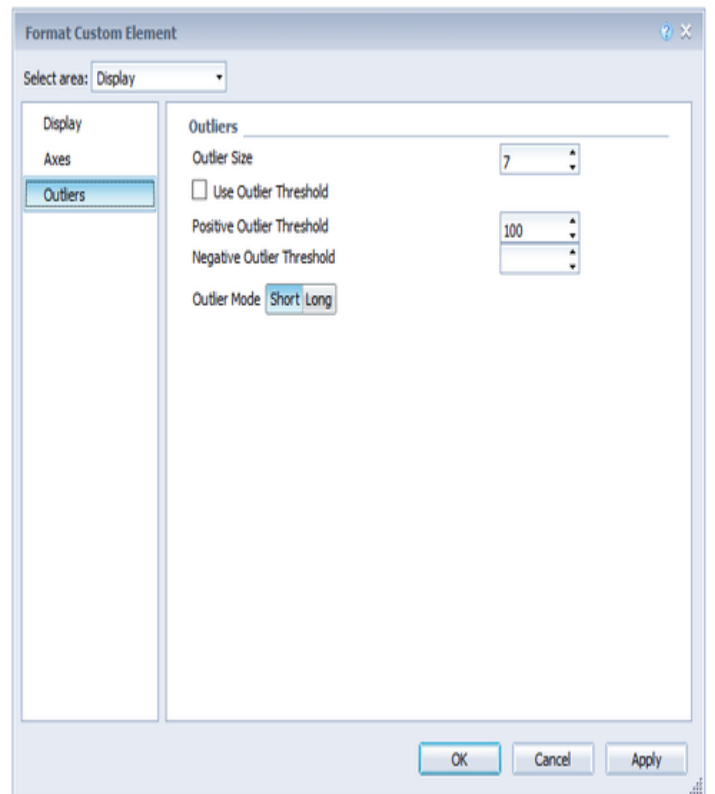 Format Custom Element
Select area: Display
Display
Axes
Outliers
Outliers
Outlier Size 7
Use Outlier Threshold
Positive Outlier Threshold 100
Negative Outlier Threshold
Outlier Mode Short Long
OK Cancel Apply